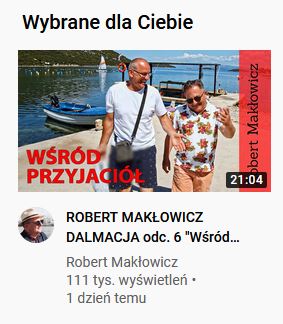 Wybrane dla Ciebie
WŚRÓD
PRZYJACIÓŁ
Robert Makłowicz
21:04
ROBERT MAKŁOWICZ
DALMACJA odc. 6 "Wśród...
Robert Makłowicz
111 tys. wyświetleń •
1 dzień temu